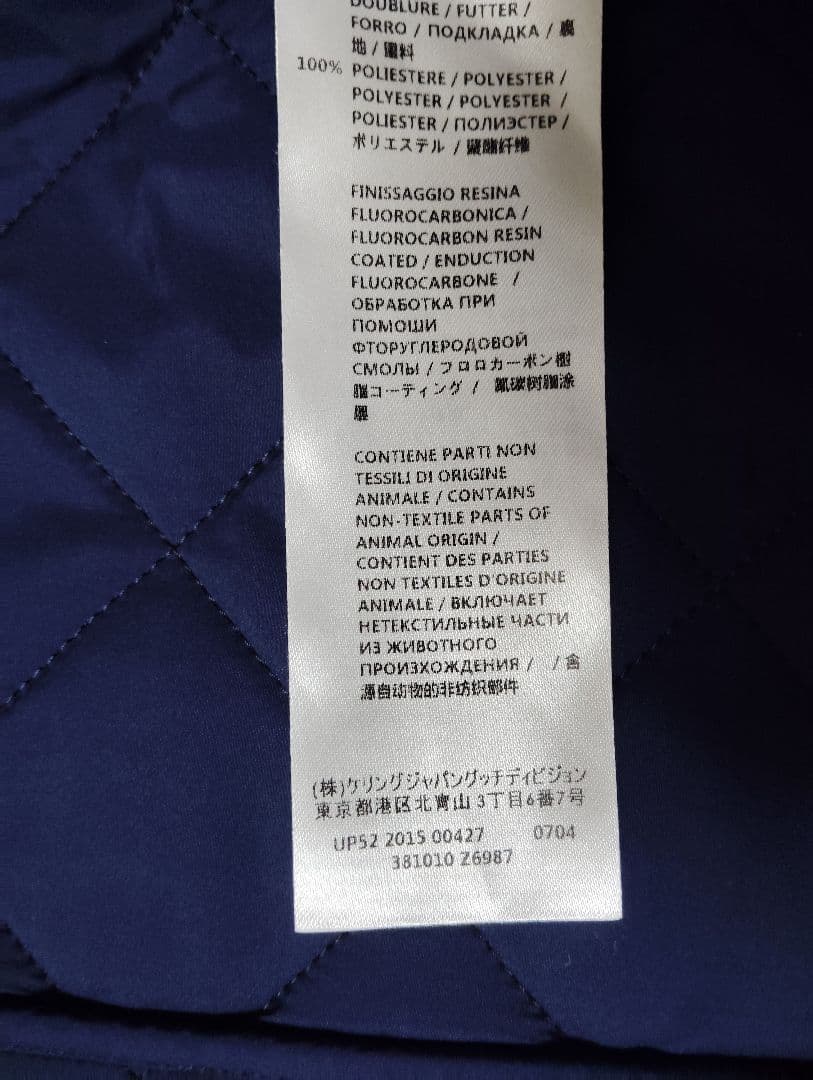 DOUBLURE / FUTTER /
FORRO / ПОДКЛАДКА / 裏
地 / 圍料
100% POLIESTERE / POLYESTER /
POLYESTER / POLYESTER /
POLIESTER / ПОЛИЭСТЕР /
ポリエステル / 聚酯纤维
FINISSAGGIO RESINA
FLUOROCARBONICA /
FLUOROCARBON RESIN
COATED / ENDUCTION
FLUOROCARBONE /
ОБРАБОТКА ПРИ
ПОМОШИ
ФТОРУГЛЕРОДОВОЙ
СМОЛЫ / フロロカーボン樹
脂コーティング / 氟碳树脂涂
层
CONTIENE PARTI NON
TESSILI DI ORIGINE
ANIMALE / CONTAINS
NON-TEXTILE PARTS OF
ANIMAL ORIGIN /
CONTIENT DES PARTIES
NON TEXTILES D'ORIGINE
ANIMALE / ВКЛЮЧАЕТ
НЕТЕКСТИЛЬНЫЕ ЧАСТИ
ИЗ ЖИВОТНОГО
ПРОИЗХОЖДЕНИЯ / / 含
源自动物的非纺织部件
(株)ケリングジャパングッチディビジョン
東京都港区北青山 3丁目6番7号
UP52 2015 00427 0704
381010 Z6987